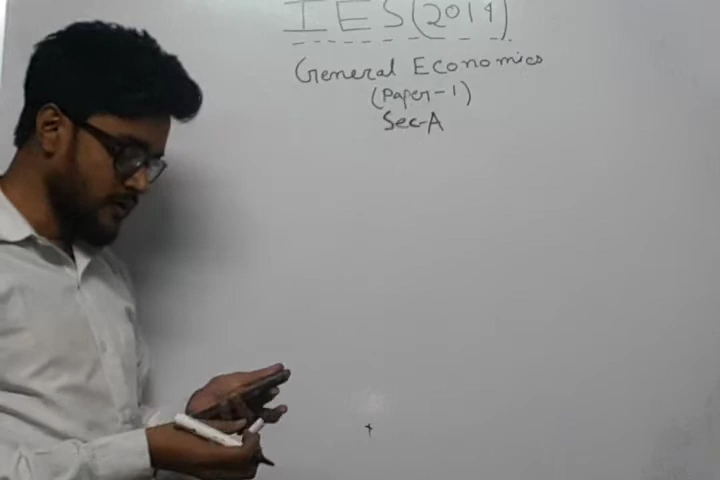 IES(2019)
General Economics
(Paper-1)
Sec-A